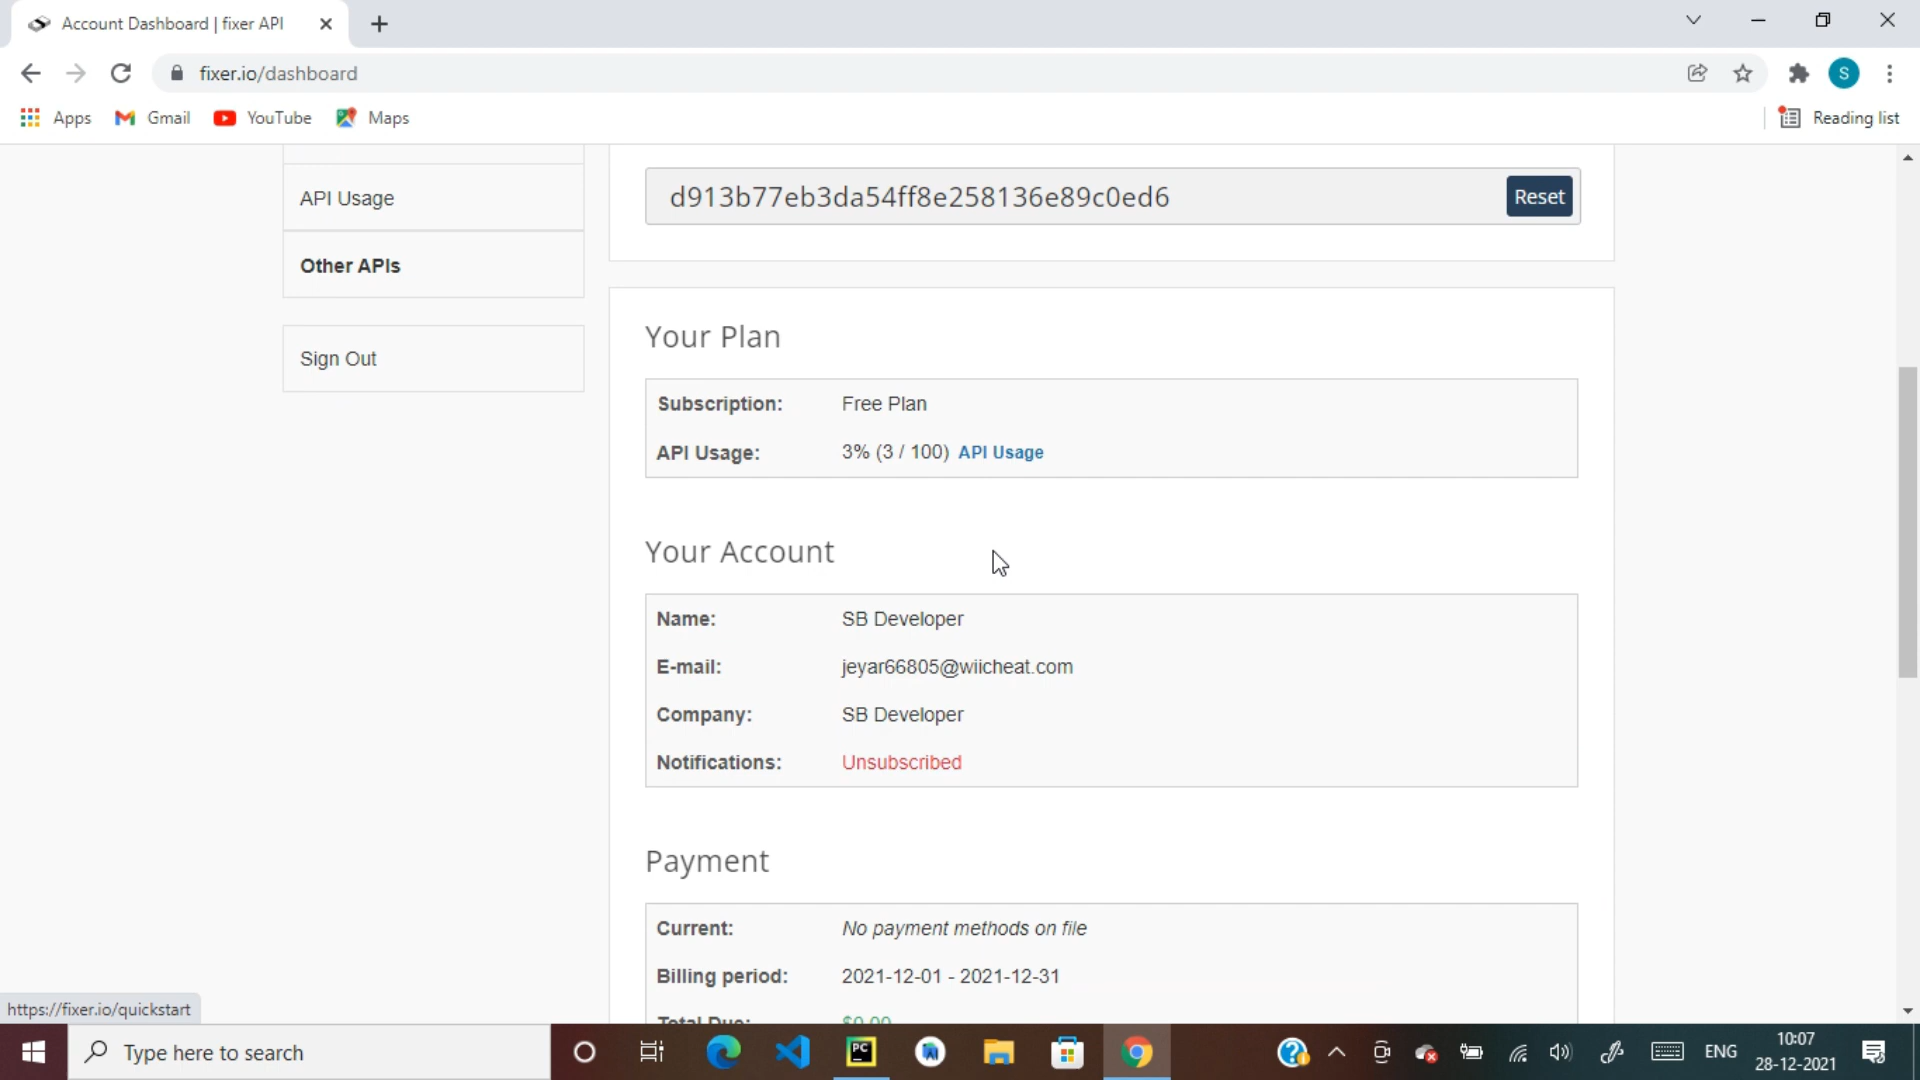 Account Dashboard | fixer API
fixer.io/dashboard
S
Apps
Gmail
YouTube
Maps
Reading list
API Usage
Other APIs
Sign Out
d913b77eb3da54ff8e258136e89c0ed6
Reset
Your Plan
Subscription: Free Plan
API Usage: 3% (3 / 100) API Usage
Your Account
Name: SB Developer
E-mail: jeyar66805@wiicheat.com
Company: SB Developer
Notifications: Unsubscribed
Payment
Current: No payment methods on file
Billing period: 2021-12-01 - 2021-12-31
Total Due: $0.00
https://fixer.io/quickstart
Type here to search
PC
ENG
10:07
28-12-2021